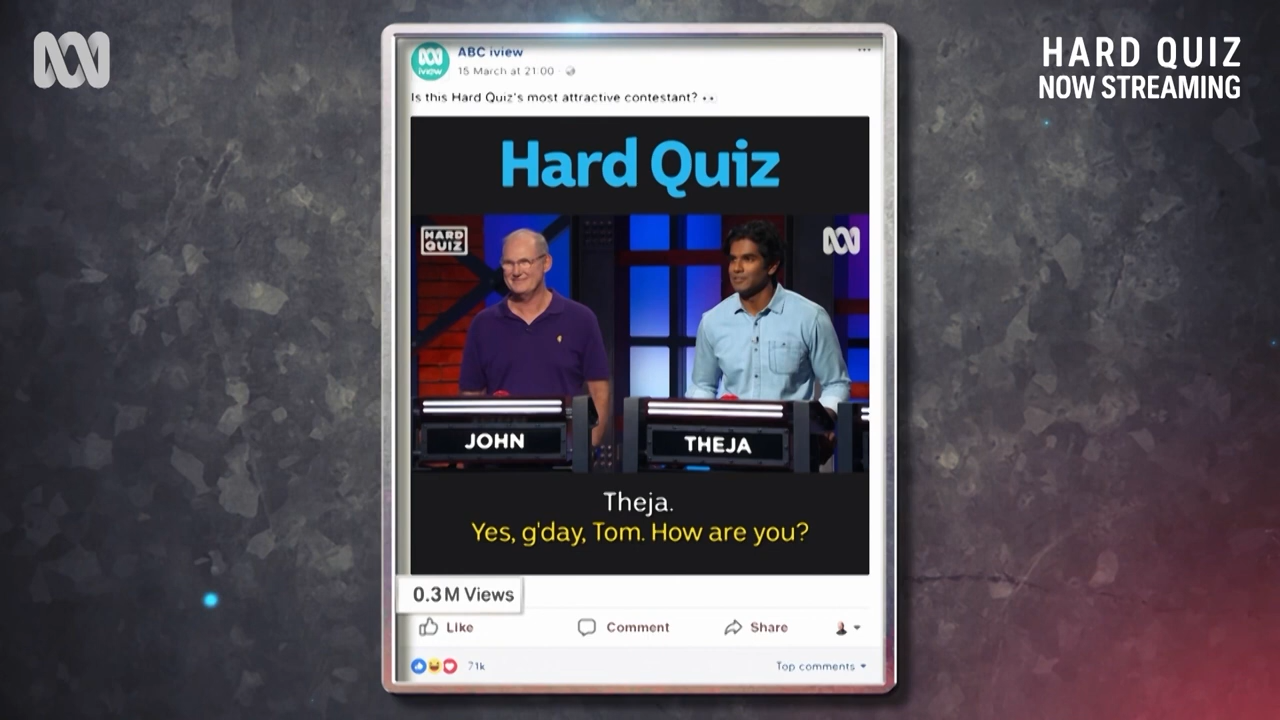 HARD QUIZ
NOW STREAMING
ABC iview
iview
15 March at 21:00
Is this Hard Quiz's most attractive contestant?
Hard Quiz
HARD
QUIZ
JOHN
THEJA
Theja.
Yes, g'day, Tom. How are you?
0.3M Views
Like
Comment
Share
71k
Top comments